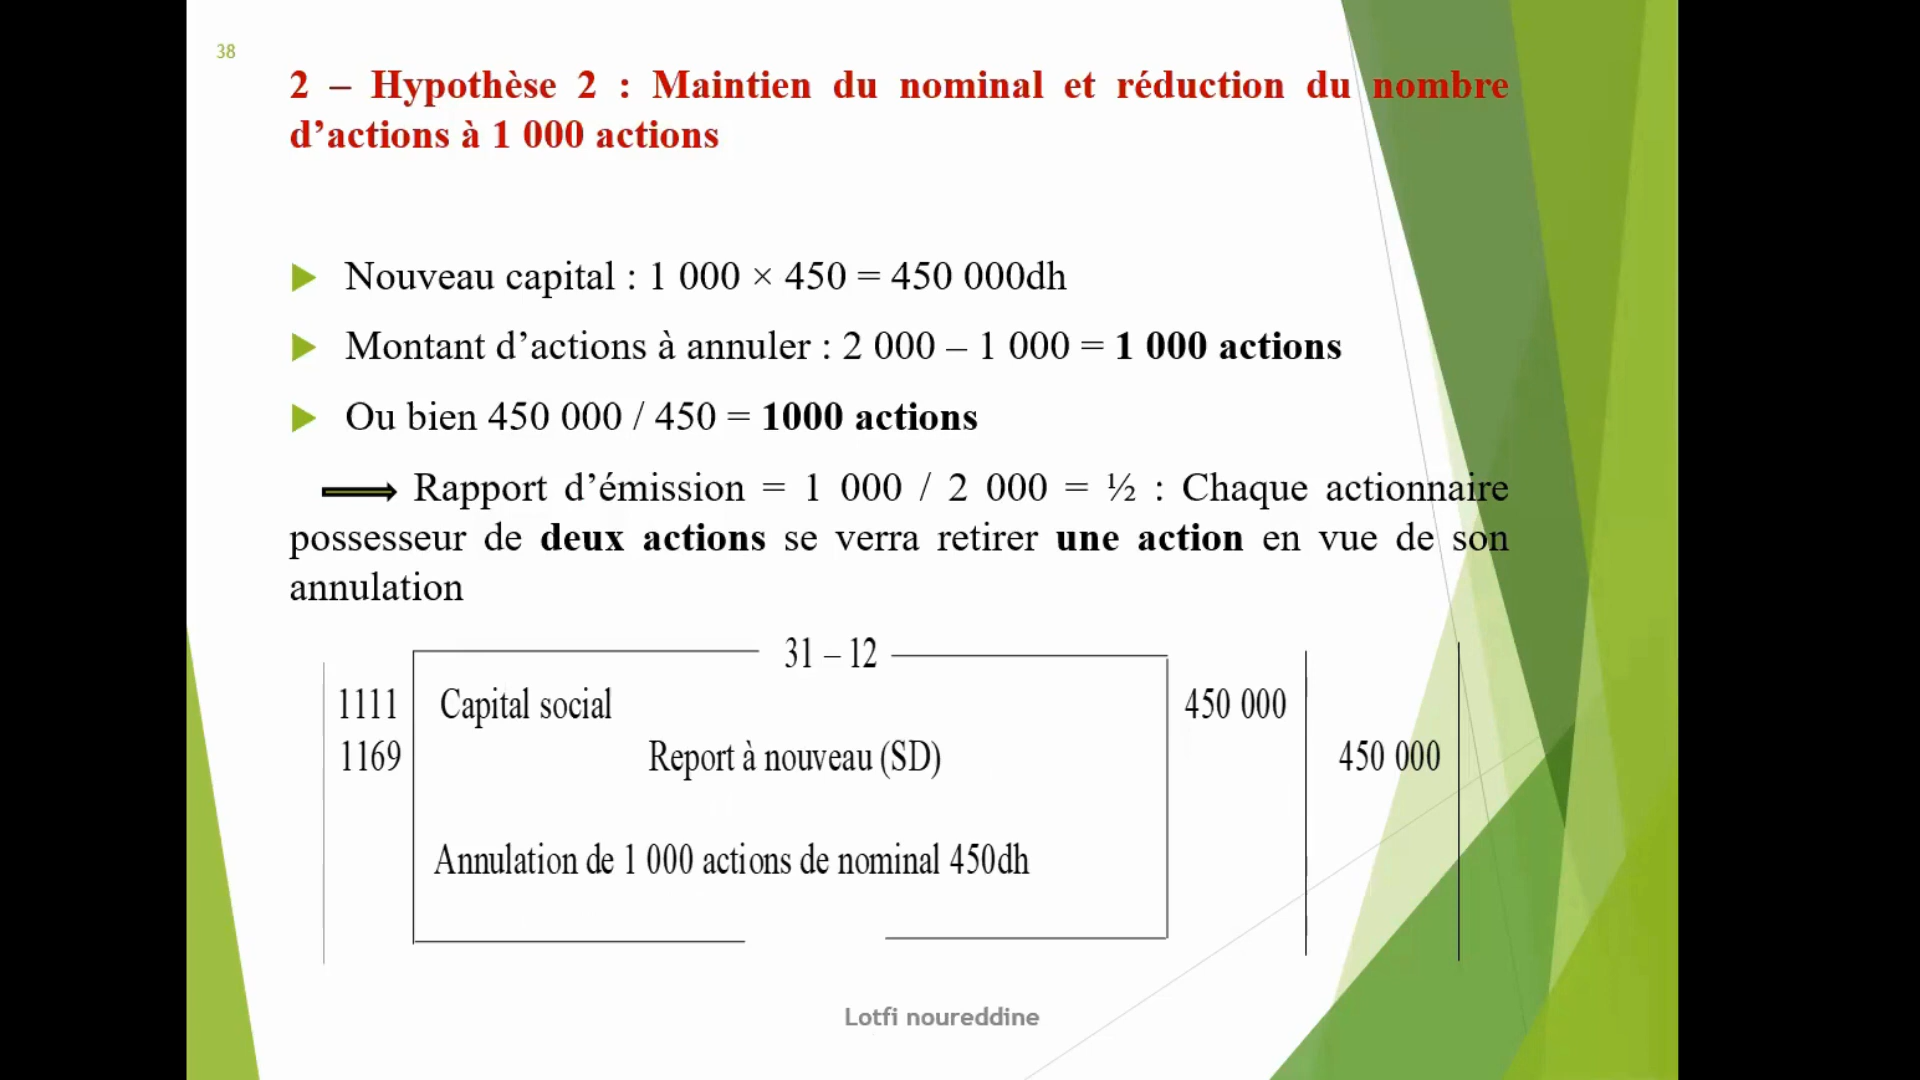 38
2 – Hypothèse 2 : Maintien du nominal et réduction du nombre
d’actions à 1 000 actions
Nouveau capital : 1 000 × 450 = 450 000dh
Montant d’actions à annuler : 2 000 – 1 000 = 1 000 actions
Ou bien 450 000 / 450 = 1000 actions
Rapport d’émission = 1 000 / 2 000 = ½ : Chaque actionnaire
possesseur de deux actions se verra retirer une action en vue de son
annulation
31 – 12
1111 Capital social 450 000
1169 Report à nouveau (SD) 450 000
Annulation de 1 000 actions de nominal 450dh
Lotfi noureddine